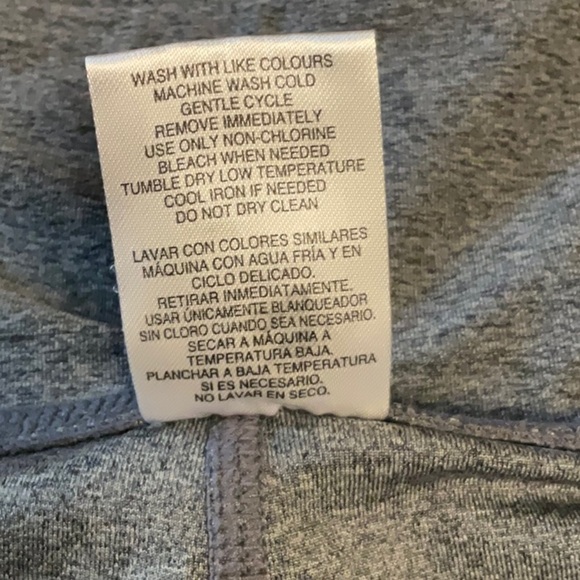 WASH WITH LIKE COLOURS
MACHINE WASH COLD
GENTLE CYCLE
REMOVE IMMEDIATELY
USE ONLY NON-CHLORINE
BLEACH WHEN NEEDED
TUMBLE DRY LOW TEMPERATURE
COOL IRON IF NEEDED
DO NOT DRY CLEAN
LAVAR CON COLORES SIMILARES
MÁQUINA CON AGUA FRÍA Y EN
CICLO DELICADO.
RETIRAR INMEDIATAMENTE.
USAR ÚNICAMENTE BLANQUEADOR
SIN CLORO CUANDO SEA NECESARIO.
SECAR A MÁQUINA A
TEMPERATURA BAJA.
PLANCHAR A BAJA TEMPERATURA
SI ES NECESARIO.
NO LAVAR EN SECO.